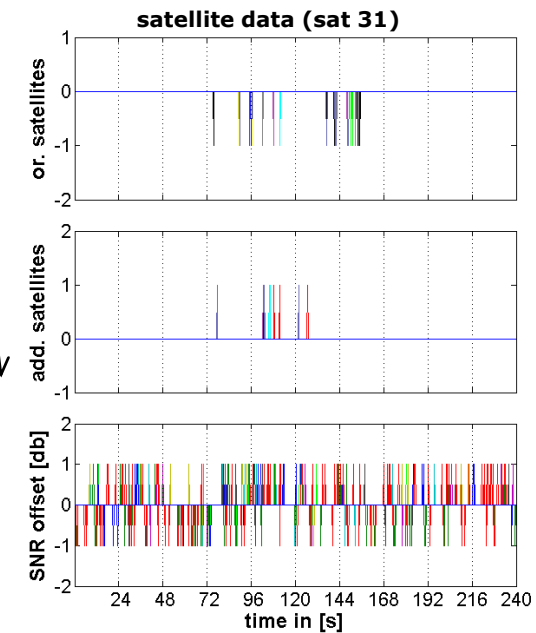 satellite data (sat 31)
or. satellites
1
0
-1
-2
add. satellites
2
1
0
-1
SNR offset [db]
2
1
0
-1
-2
24 48 72 96 120 144 168 192 216 240
time in [s]